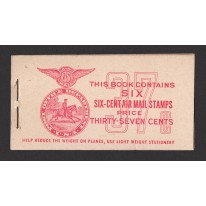 THIS BOOK CONTAINS
SIX
SIX-CENT AIR MAIL STAMPS
PRICE
THIRTY-SEVEN CENTS
37¢
HELP REDUCE THE WEIGHT ON PLANES, USE LIGHT WEIGHT STATIONERY